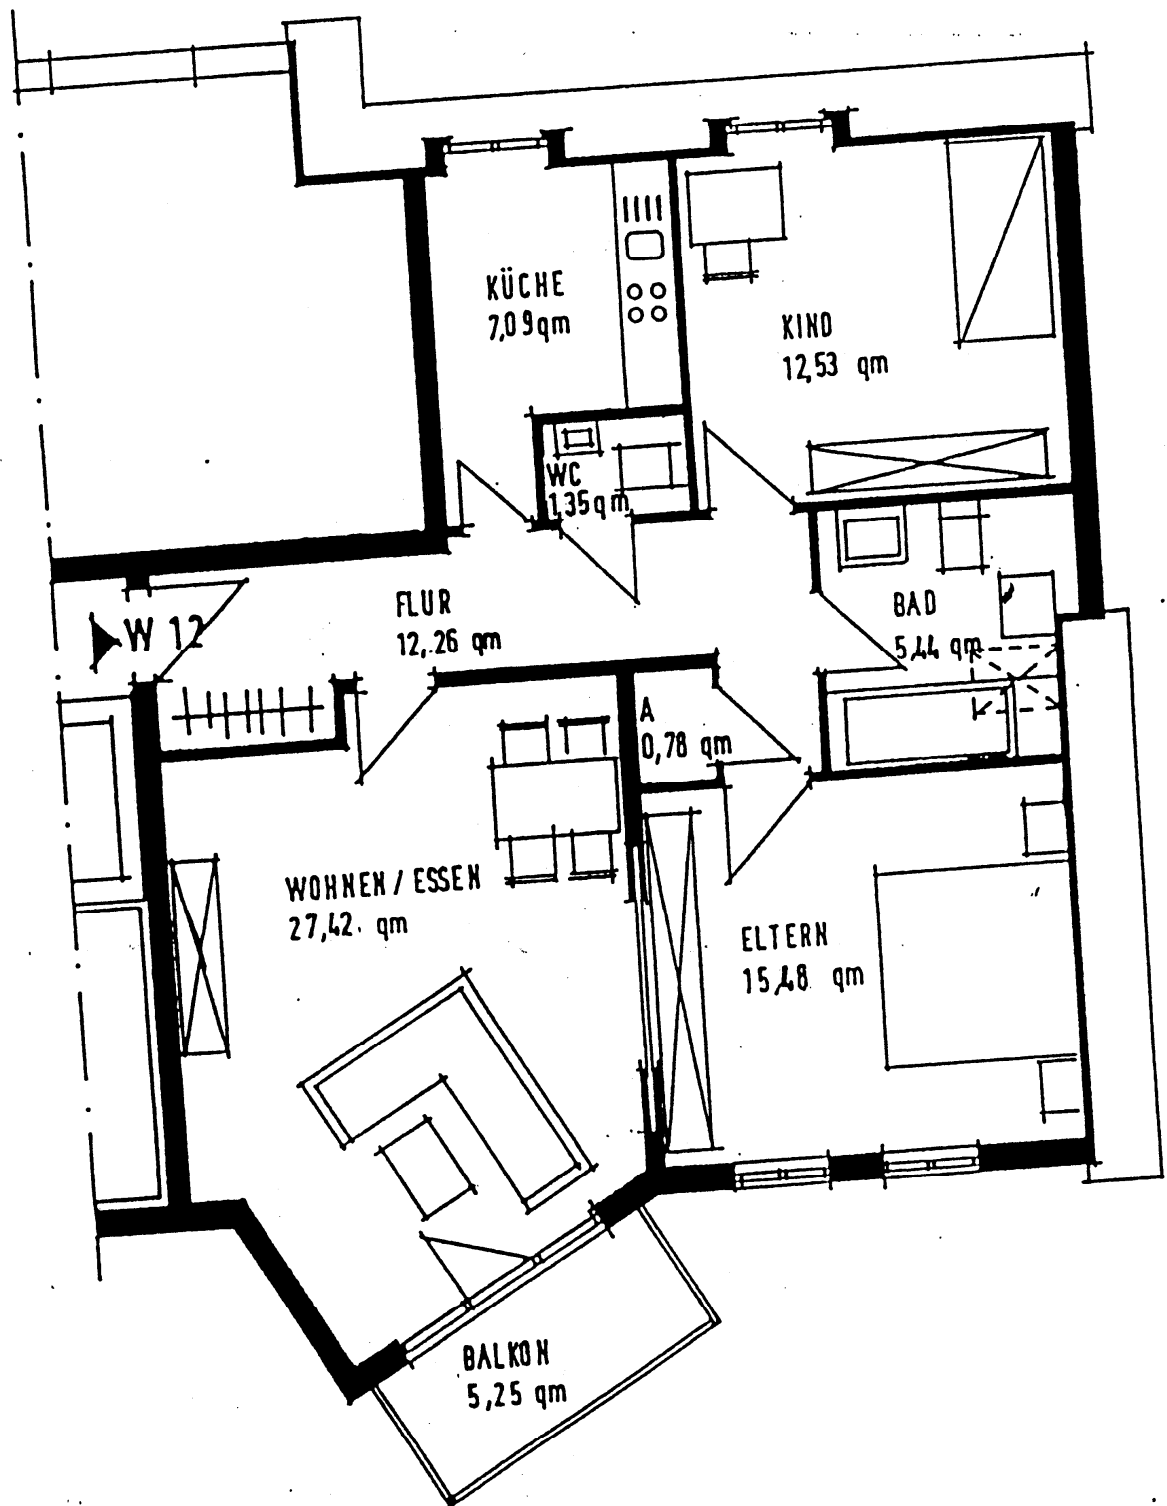 KÜCHE
7,09qm
KIND
12,53 qm
WC
1,35qm
FLUR
12,26 qm
BAD
5,44 qm
W 12
A
0,78 qm
WOHNEN / ESSEN
27,42 qm
ELTERN
15,48 qm
BALKON
5,25 qm